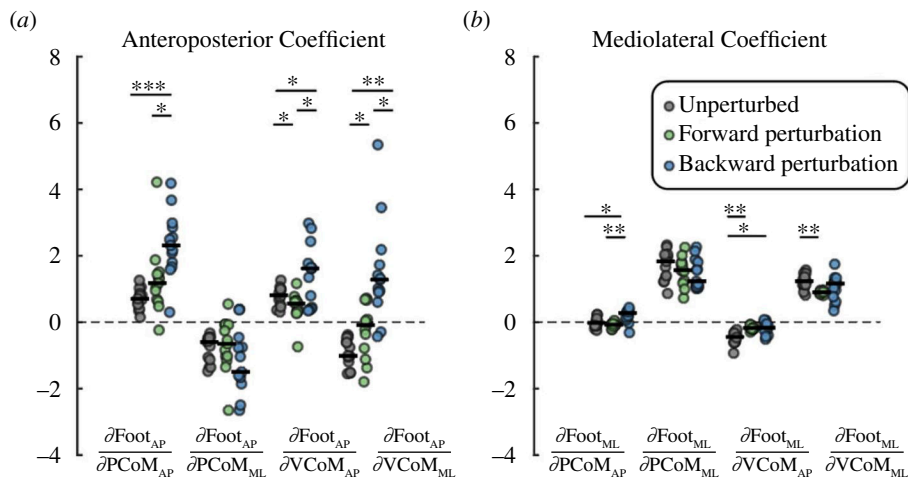 (a)
Anteroposterior Coefficient
8
6
4
2
0
–2
–4
***
*
*
*
*
**
*
*
∂Foot_AP
∂PCoM_AP
∂Foot_AP
∂PCoM_ML
∂Foot_AP
∂VCoM_AP
∂Foot_AP
∂VCoM_ML
(b)
Mediolateral Coefficient
8
6
4
2
0
–2
–4
Unperturbed
Forward perturbation
Backward perturbation
*
**
**
*
**
∂Foot_ML
∂PCoM_AP
∂Foot_ML
∂PCoM_ML
∂Foot_ML
∂VCoM_AP
∂Foot_ML
∂VCoM_ML